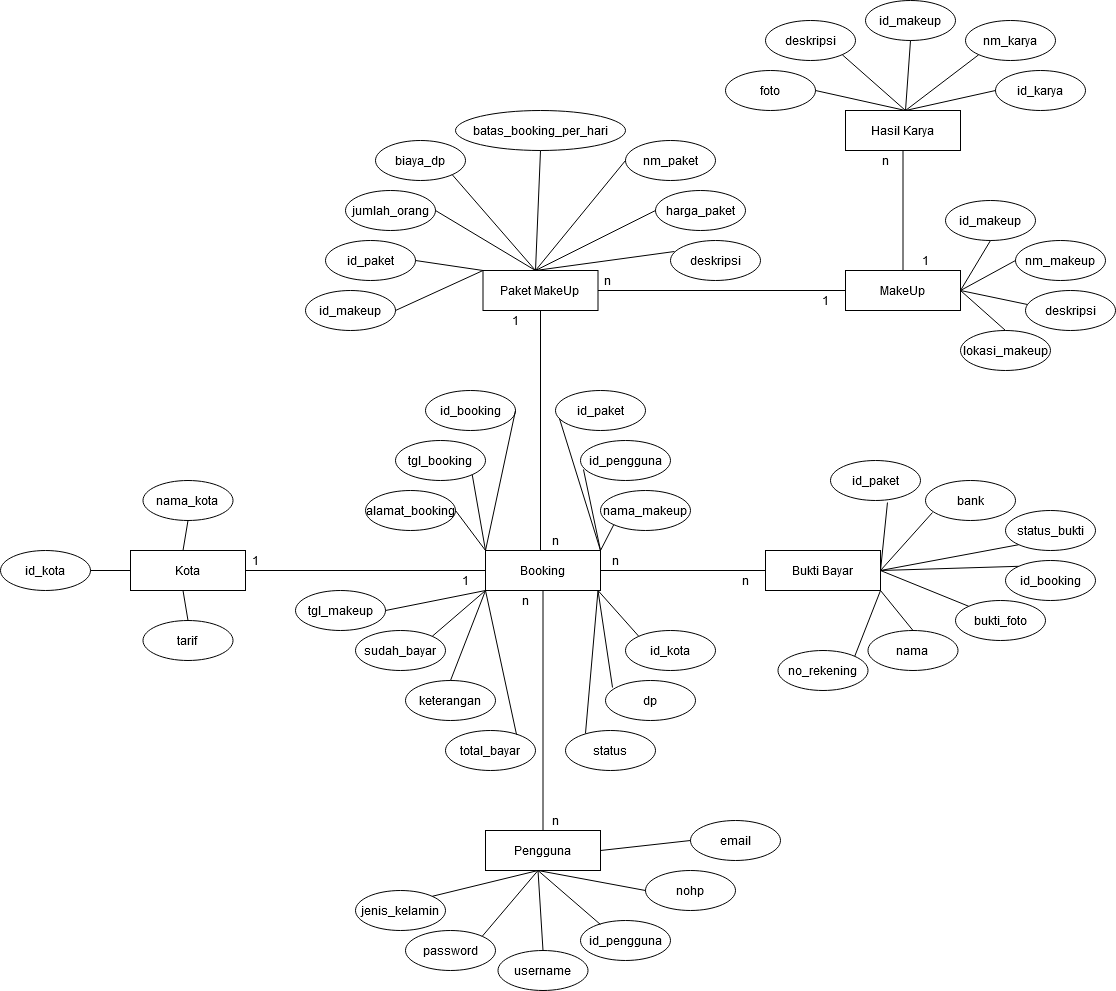 id_makeup
deskripsi
nm_karya
foto
id_karya
Hasil Karya
n
batas_booking_per_hari
biaya_dp
nm_paket
jumlah_orang
harga_paket
id_paket
deskripsi
id_makeup
Paket MakeUp
n
1
1
1
MakeUp
id_makeup
nm_makeup
deskripsi
lokasi_makeup
id_booking
id_paket
tgl_booking
id_pengguna
alamat_booking
nama_makeup
nama_kota
id_kota
Kota
tarif
1
1
n
Booking
n
n
n
Bukti Bayar
id_paket
bank
status_bukti
id_booking
bukti_foto
nama
no_rekening
tgl_makeup
sudah_bayar
keterangan
total_bayar
id_kota
dp
status
n
Pengguna
email
nohp
jenis_kelamin
id_pengguna
password
username